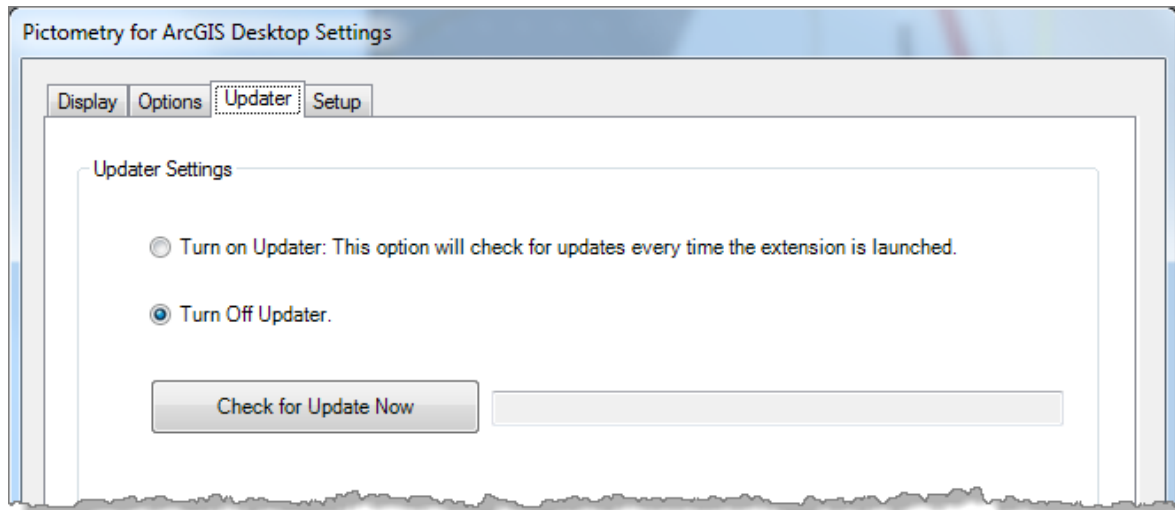 Pictometry for ArcGIS Desktop Settings
Display Options Updater Setup
Updater Settings
Turn on Updater: This option will check for updates every time the extension is launched.
Turn Off Updater.
Check for Update Now